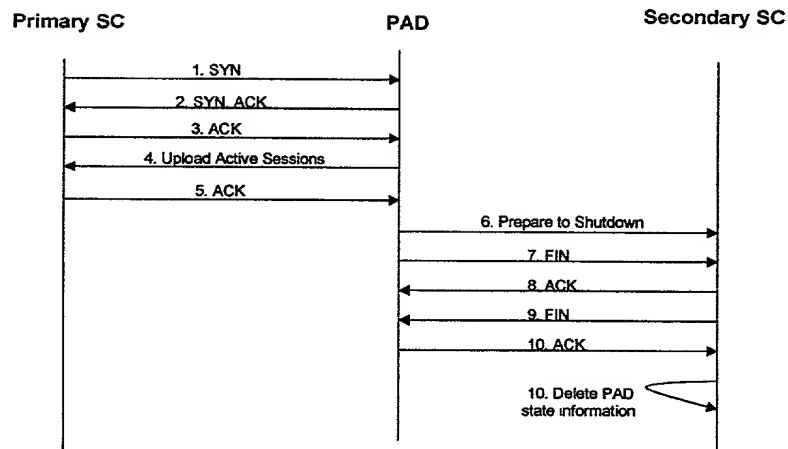 Primary SC
PAD
Secondary SC
1. SYN
2. SYN, ACK
3. ACK
4. Upload Active Sessions
5. ACK
6. Prepare to Shutdown
7. FIN
8. ACK
9. FIN
10. ACK
10. Delete PAD
state information